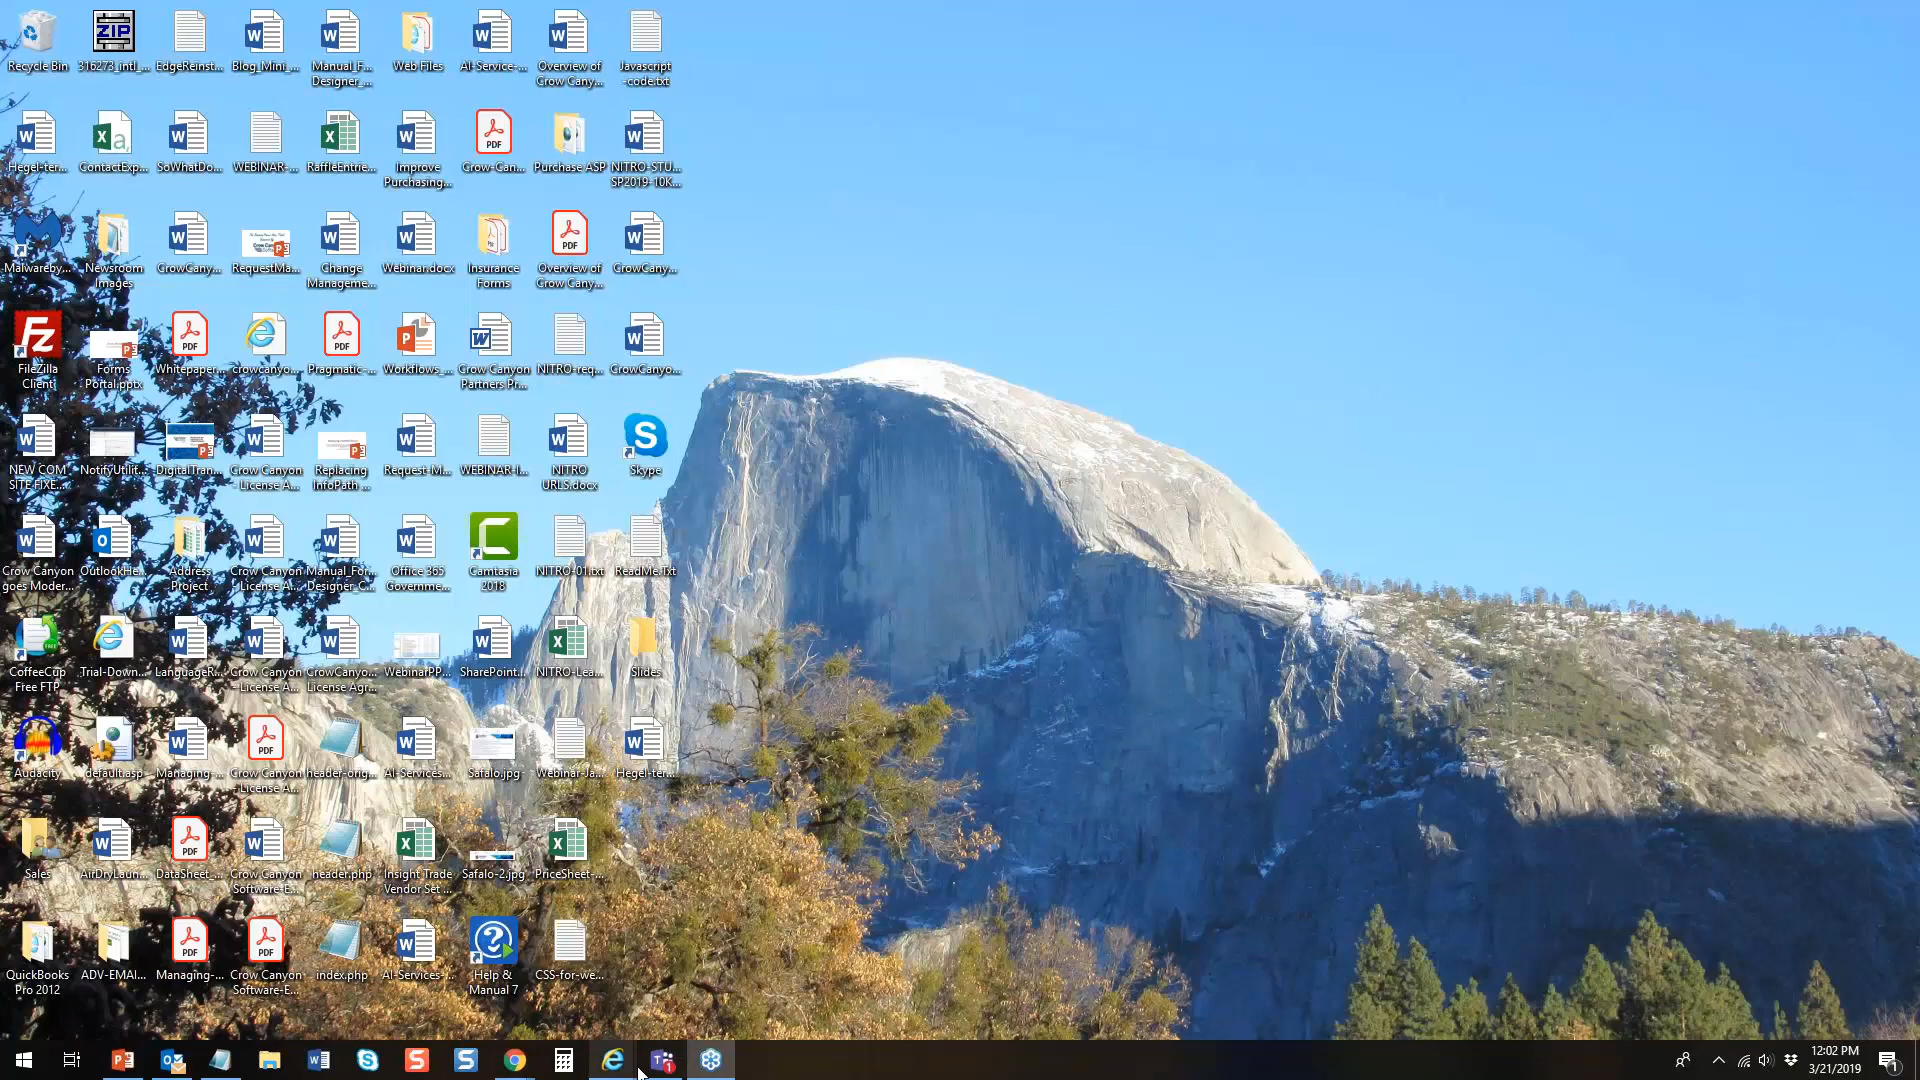 Recycle Bin
316273_intl_...
EdgeReinst...
Blog_Mini_...
Manual_F...
Designer_...
Web Files
AI-Service-...
Overview of
Crow Cany...
Javascript
-code.txt
ZIP
Hegel-ter...
ContactExp...
SoWhatDo...
WEBINAR-...
RaffleEntrie...
Improve
Purchasing...
Crow-Can...
Purchase ASP
NITRO-STU...
SP2019-10K...
Malwareby...
Newsroom
Images
CrowCany...
RequestMa...
Change
Manageme...
Webinar.docx
Insurance
Forms
Overview of
Crow Cany...
CrowCany...
FileZilla
Client
Forms
Portal.pptx
Whitepaper...
crowcanyo...
Pragmatic-...
Workflows_...
Crow Canyon
Partners Pr...
NITRO-req...
CrowCanyo...
NEW COM
SITE FIXE...
NotifyUtilit...
DigitalTran...
Crow Canyon
- License A...
Replacing
InfoPath ...
Request-M...
WEBINAR-I...
NITRO
URLS.docx
Skype
Crow Canyon
goes Moder...
OutlookHe...
Address
Project
Crow Canyon
- License A...
Manual_For...
Designer_C...
Office 365
Governme...
Camtasia
2018
NITRO-01.txt
ReadMe.Txt
CoffeeCup
Free FTP
Trial-Down...
LanguageR...
Crow Canyon
- License A...
CrowCanyo...
License Agr...
WebinarPP...
SharePoint...
NITRO-Lea...
Slides
Audacity
default.asp
Managing-...
Crow Canyon
- License A...
header-orig...
AI-Services...
Safalo.jpg
Webinar-Ja...
Hegel-ter...
Sales
AirDryLaun...
DataSheet_...
Crow Canyon
Software-E...
header.php
Insight Trade
Vendor Set ...
Safalo-2.jpg
PriceSheet-...
QuickBooks
Pro 2012
ADV-EMAI...
Managing-...
Crow Canyon
Software-E...
index.php
AI-Services-...
Help &
Manual 7
CSS-for-we...
12:02 PM
3/21/2019